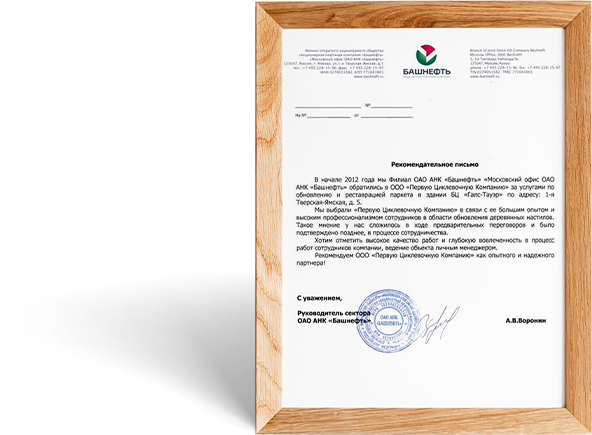 Филиал открытого акционерного общества
«Акционерная нефтяная компания «Башнефть»
«Московский офис ОАО АНК «Башнефть»
Branch of Joint Stock Oil Company Bashneft
Moscow Office, JSOC Bashneft
БАШНЕФТЬ
№
На №
от
Рекомендательное письмо
В начале 2012 года мы Филиал ОАО АНК «Башнефть» «Московский офис ОАО
АНК «Башнефть» обратились в ООО «Первую Циклевочную Компанию» за услугами по
обновлению и реставрацией паркета в здании БЦ «Галс-Тауэр» по адресу: 1-я
Тверская-Ямская, д. 5.
Мы выбрали «Первую Циклевочную Компанию» в связи с ее большим опытом и
высоким профессионализмом сотрудников в области обновления деревянных настилов.
Такое мнение у нас сложилось в ходе предварительных переговоров и было
подтверждено позднее, в процессе сотрудничества.
Хотим отметить высокое качество работ и глубокую вовлеченность в процесс
работ сотрудников компании, ведение объекта личным менеджером.
Рекомендуем ООО «Первую Циклевочную Компанию» как опытного и надежного
партнера!
С уважением,
Руководитель сектора
ОАО АНК «Башнефть»
А.В.Воронин
ОАО АНК
«БАШНЕФТЬ»